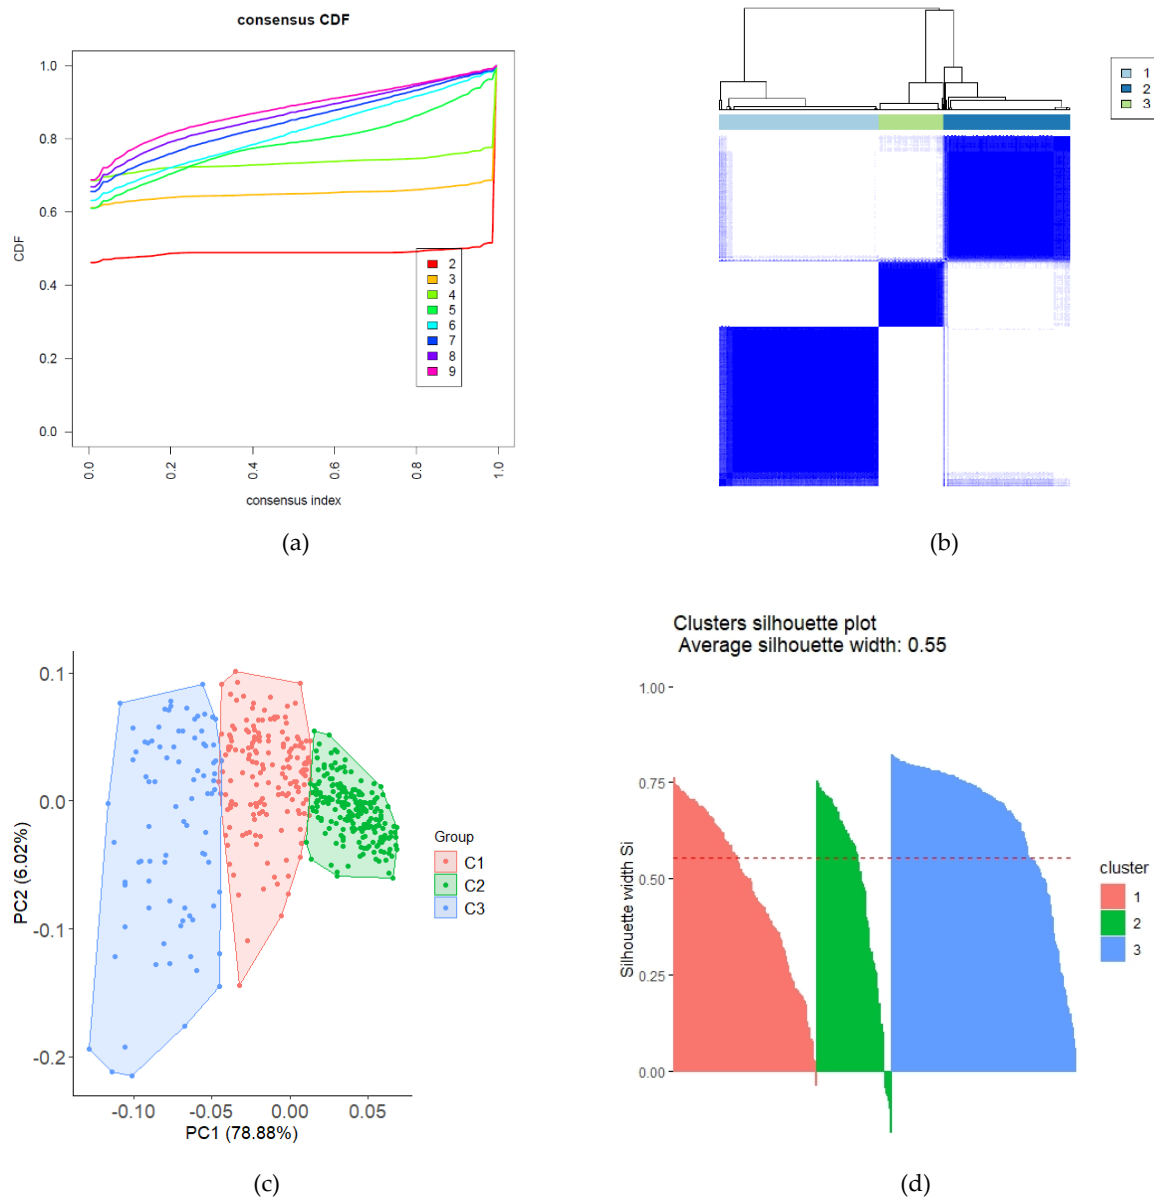 consensus CDF
1.0
0.8
0.6
0.4
0.2
0.0
CDF
0.0
0.2
0.4
0.6
0.8
1.0
consensus index
2
3
4
5
6
7
8
9
(a)
1
2
3
(b)
0.1
0.0
-0.1
-0.2
PC2 (6.02%)
-0.10
-0.05
0.00
0.05
PC1 (78.88%)
Group
C1
C2
C3
(c)
Clusters silhouette plot
Average silhouette width: 0.55
1.00
0.75
0.50
0.25
0.00
Silhouette width Si
cluster
1
2
3
(d)